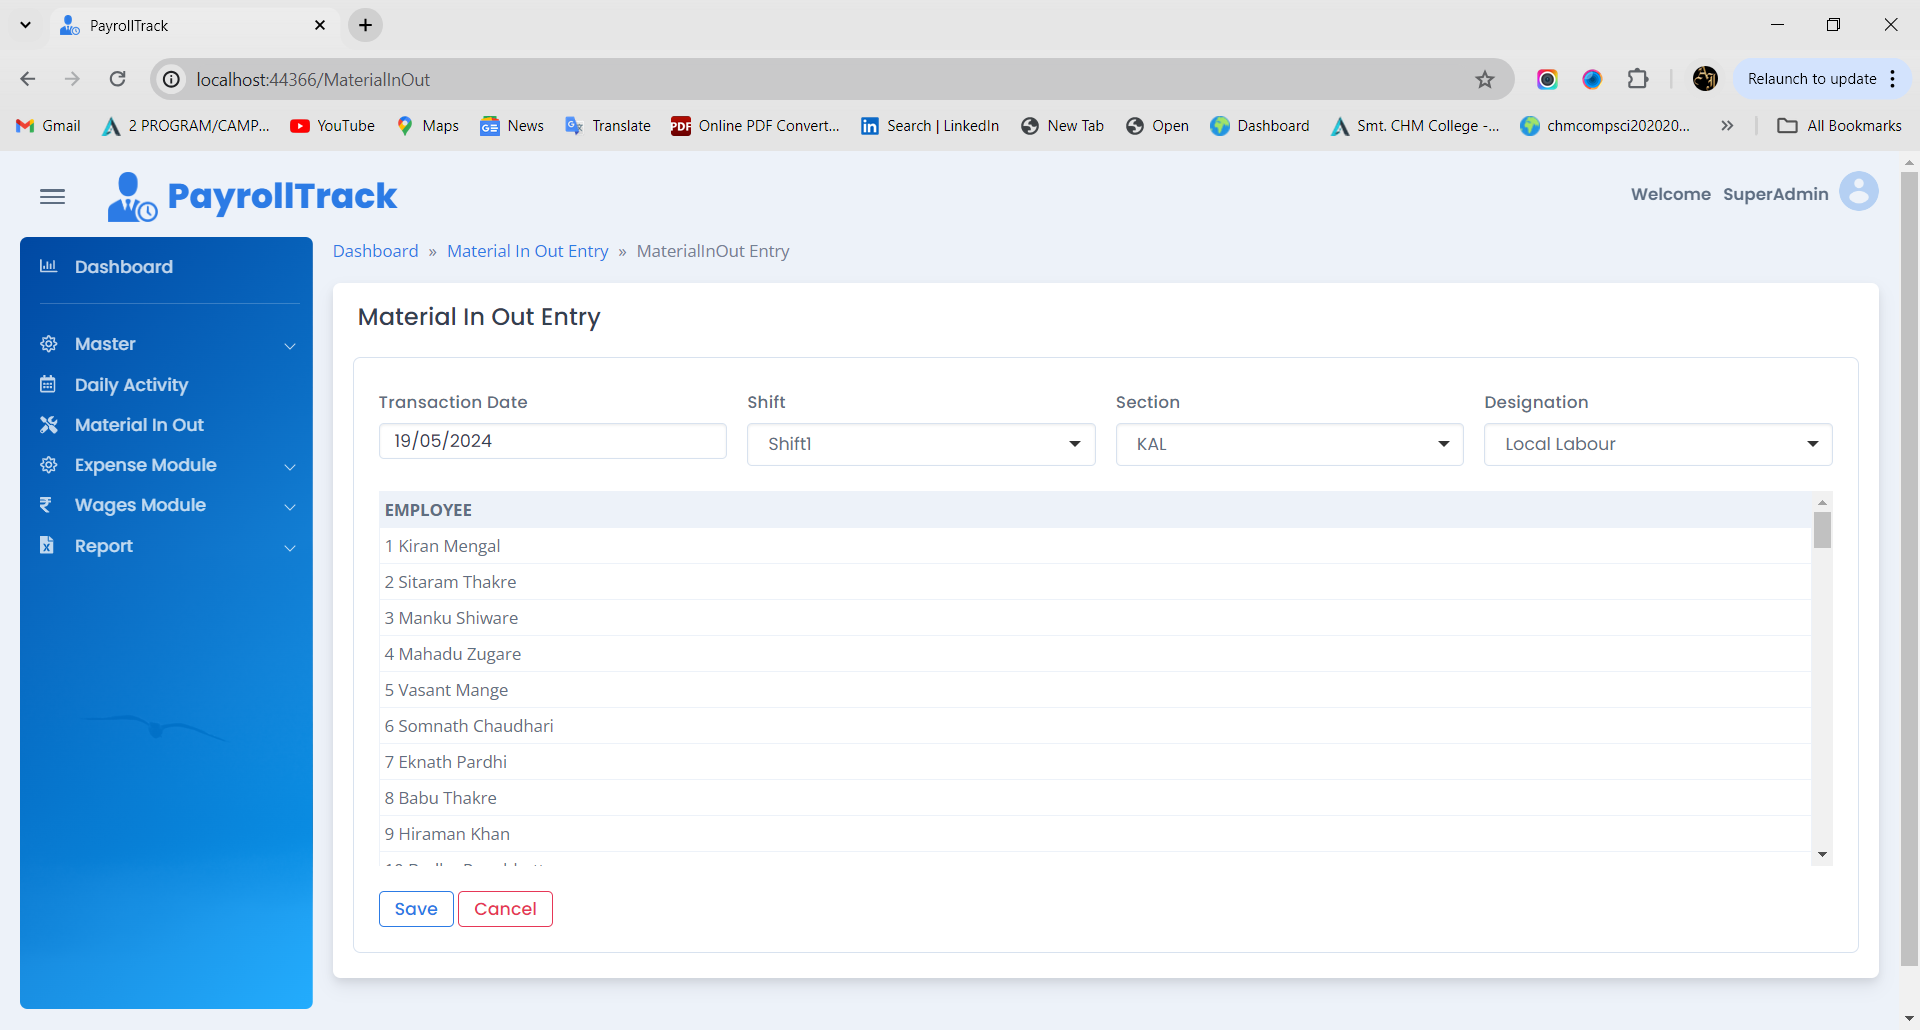 PayrollTrack
localhost:44366/MaterialInOut
Relaunch to update
Gmail
2 PROGRAM/CAMP...
YouTube
Maps
News
Translate
PDF Online PDF Convert...
Search | LinkedIn
New Tab
Open
Dashboard
Smt. CHM College -...
chmcompsci202020...
All Bookmarks
PayrollTrack
Welcome SuperAdmin
Dashboard
Master
Daily Activity
Material In Out
Expense Module
Wages Module
Report
Dashboard » Material In Out Entry » MaterialInOut Entry
Material In Out Entry
Transaction Date
19/05/2024
Shift
Shift1
Section
KAL
Designation
Local Labour
EMPLOYEE
1 Kiran Mengal
2 Sitaram Thakre
3 Manku Shiware
4 Mahadu Zugare
5 Vasant Mange
6 Somnath Chaudhari
7 Eknath Pardhi
8 Babu Thakre
9 Hiraman Khan
Save
Cancel